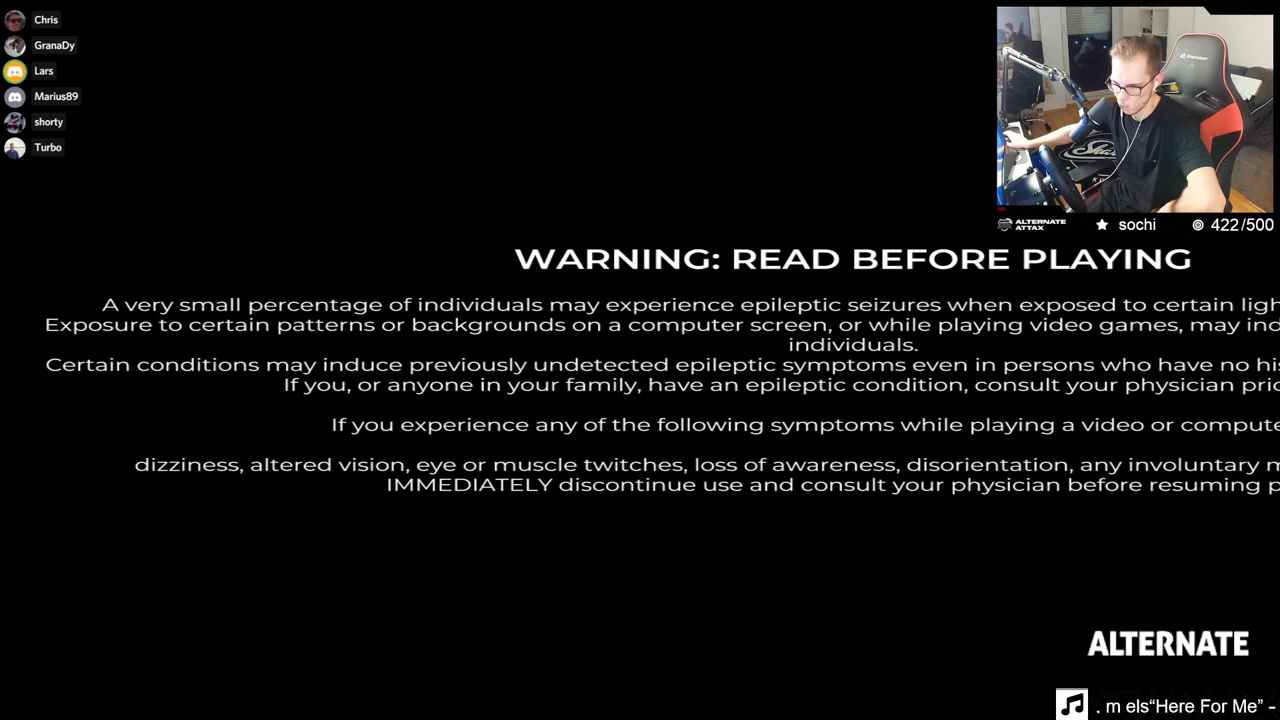 Chris
GranaDy
Lars
Marius89
shorty
Turbo
sharkoon
ALTERNATE
ATTAX
sochi
422/500
WARNING: READ BEFORE PLAYING
A very small percentage of individuals may experience epileptic seizures when exposed to certain ligh
Exposure to certain patterns or backgrounds on a computer screen, or while playing video games, may ind
individuals.
Certain conditions may induce previously undetected epileptic symptoms even in persons who have no his
If you, or anyone in your family, have an epileptic condition, consult your physician prio
If you experience any of the following symptoms while playing a video or compute
dizziness, altered vision, eye or muscle twitches, loss of awareness, disorientation, any involuntary m
IMMEDIATELY discontinue use and consult your physician before resuming p
ALTERNATE
. m els“Here For Me” -